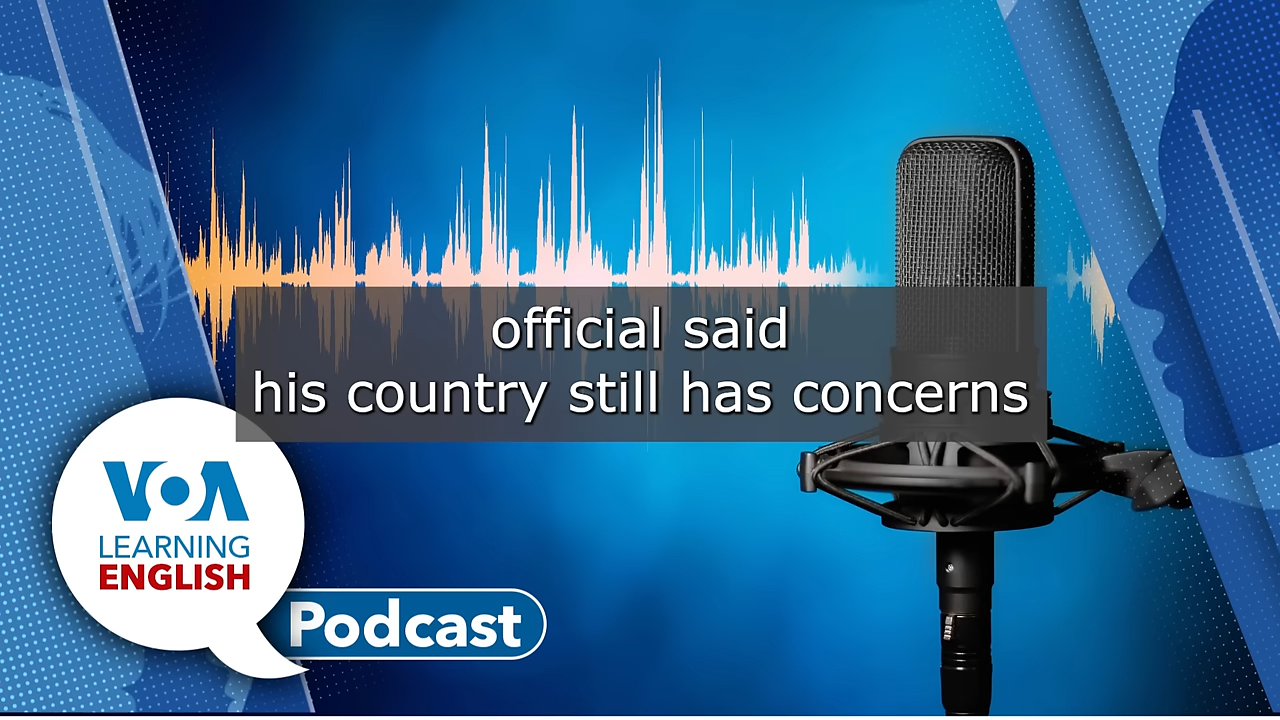 official said
his country still has concerns
VOA
LEARNING
ENGLISH
Podcast